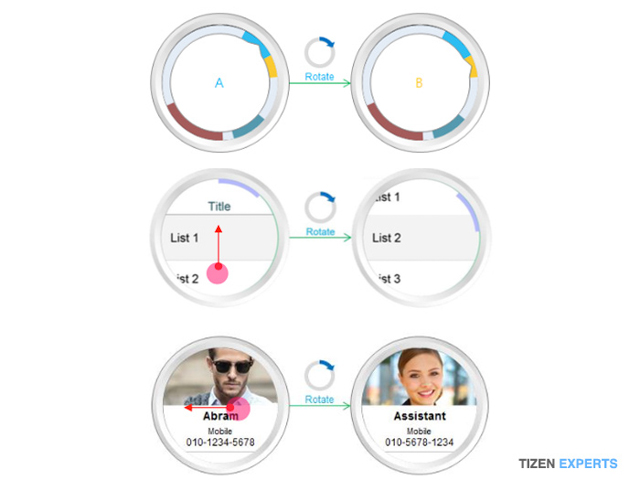 A
Rotate
B
Title
List 1
ist 2
Rotate
ist 1
List 2
ist 3
Abram
Mobile
010-1234-5678
Rotate
Assistant
Mobile
010-5678-1234
TIZEN EXPERTS